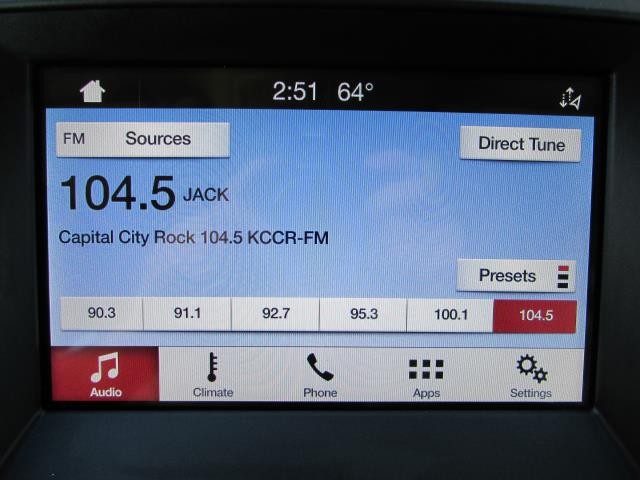 2:51 64°
FM Sources
Direct Tune
104.5 JACK
Capital City Rock 104.5 KCCR-FM
Presets
90.3 91.1 92.7 95.3 100.1 104.5
Audio Climate Phone Apps Settings